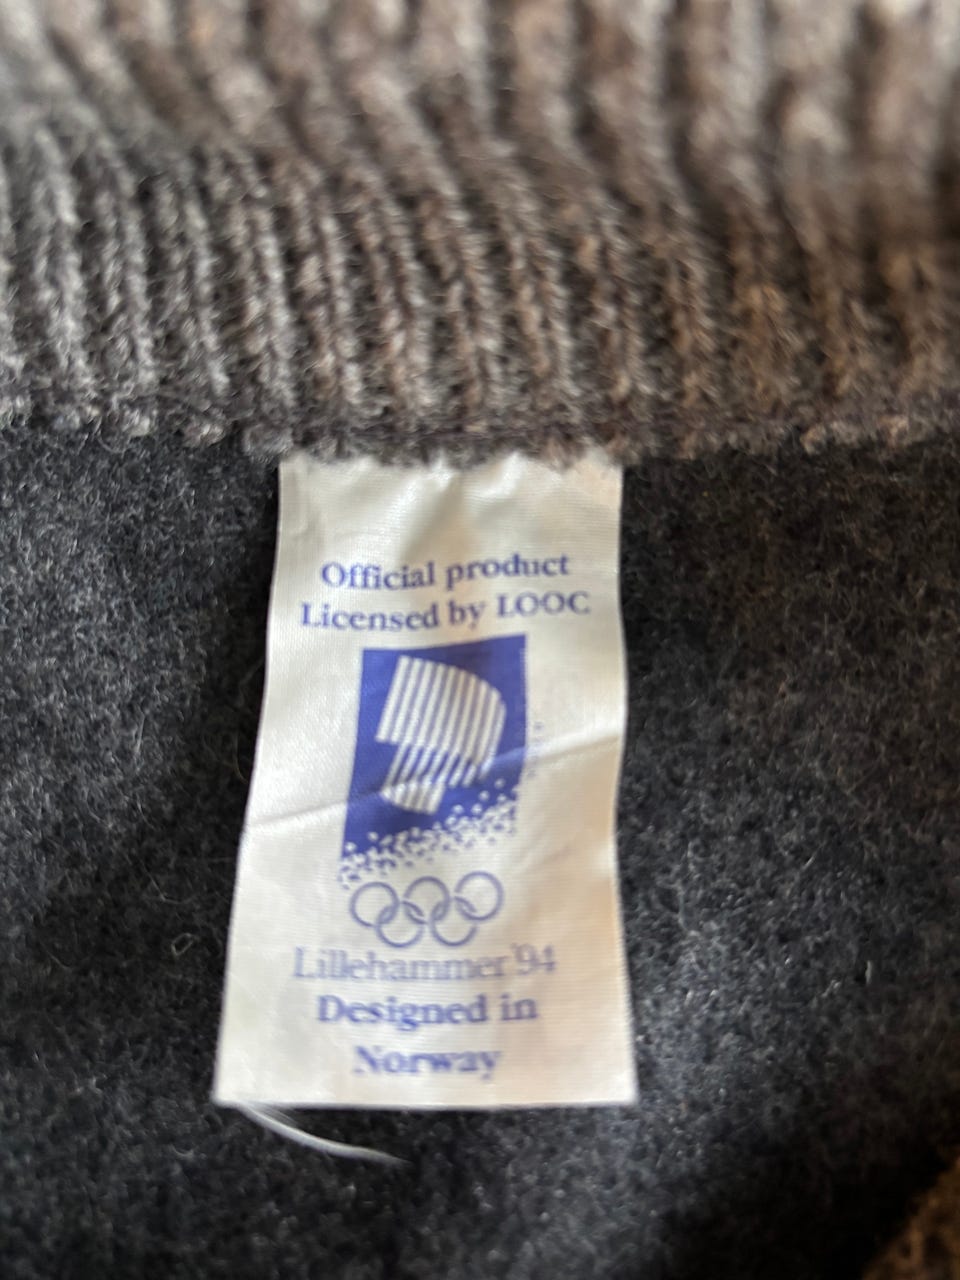 Official product
Licensed by LOOC
Lillehammer '94
Designed in
Norway